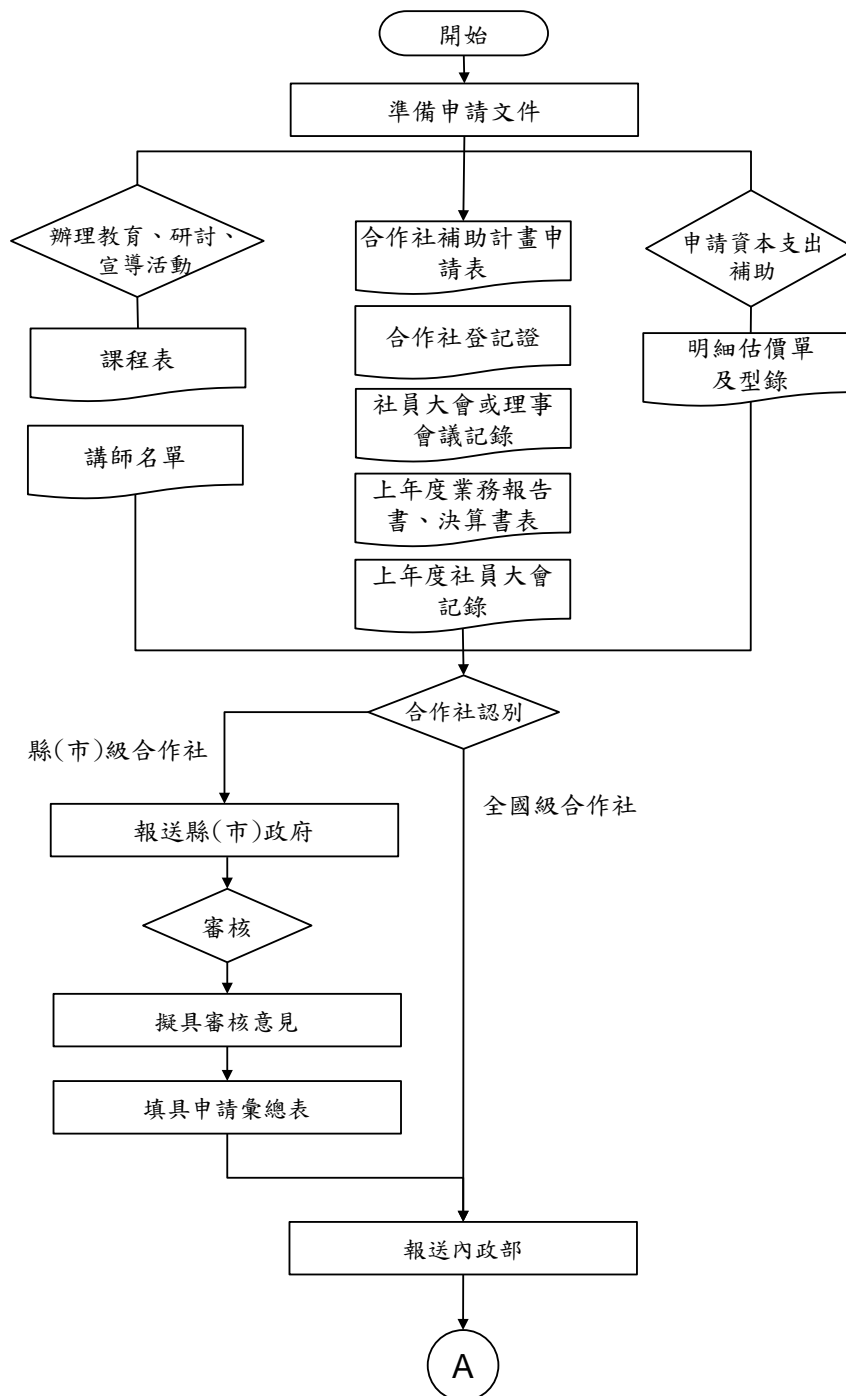 開始
準備申請文件
辦理教育、研討、
宣導活動
課程表
講師名單
合作社補助計畫申
請表
合作社登記證
社員大會或理事
會議記錄
上年度業務報告
書、決算書表
上年度社員大會
記錄
申請資本支出
補助
明細估價單
及型錄
合作社認別
縣(市)級合作社
全國級合作社
報送縣(市)政府
審核
擬具審核意見
填具申請彙總表
報送內政部
A